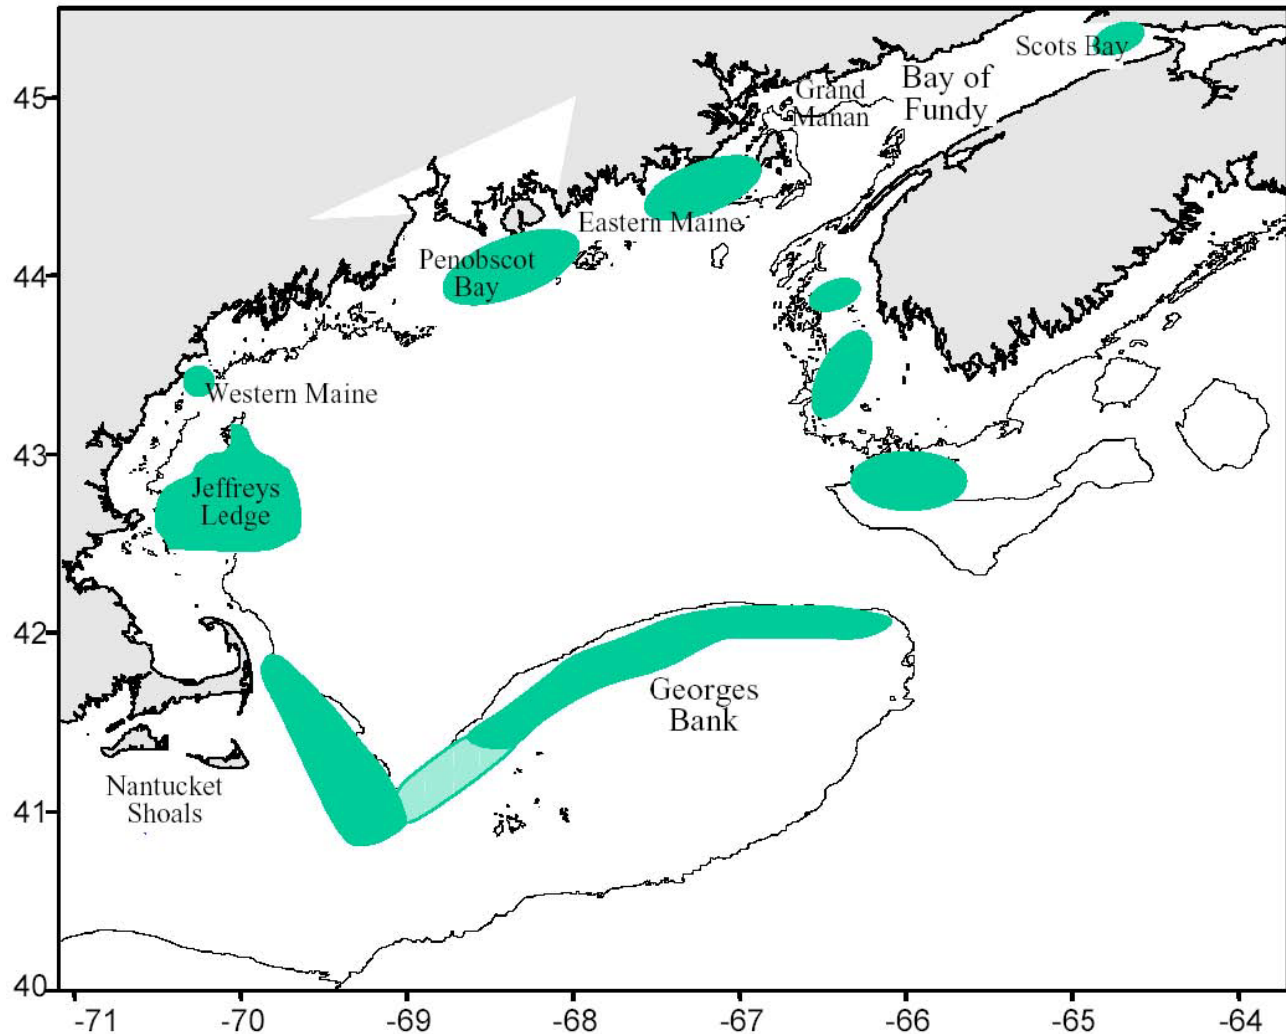 Scots Bay
Bay of
Fundy
Grand
Manan
45
Eastern Maine
44
Penobscot
Bay
Western Maine
43
Jeffreys
Ledge
42
Georges
Bank
Nantucket
Shoals
41
40
-71 -70 -69 -68 -67 -66 -65 -64